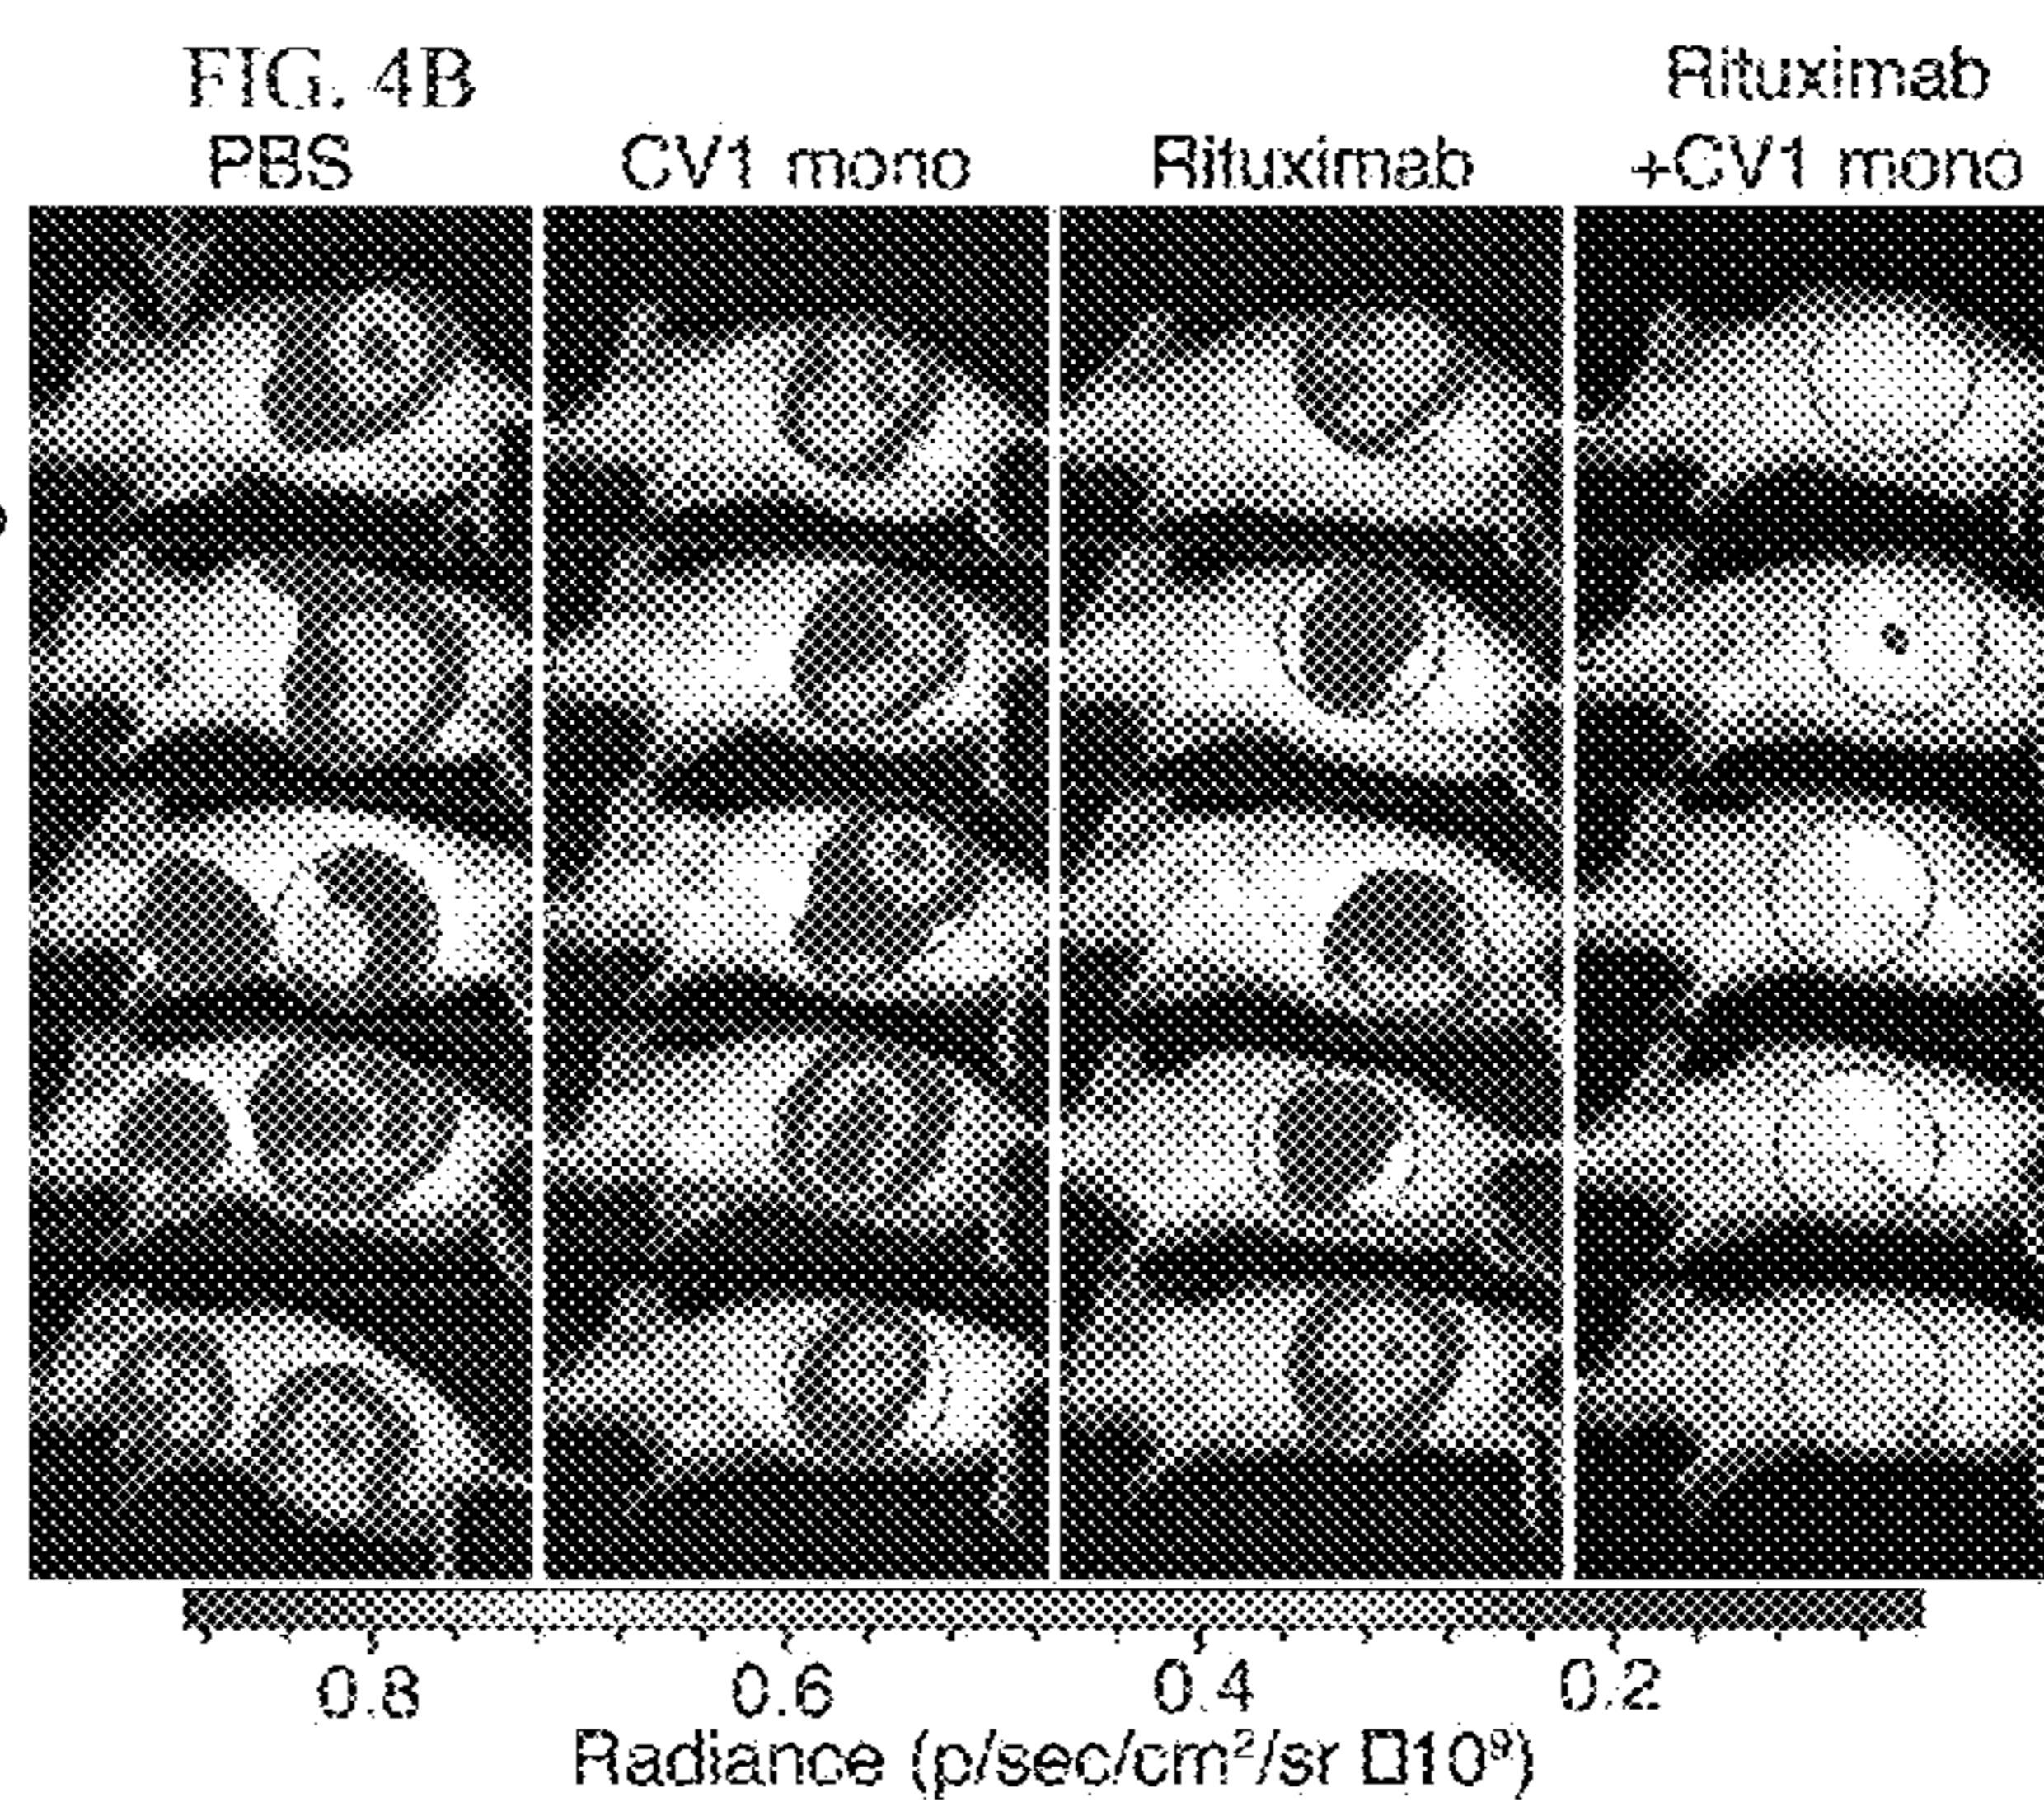 FIG. 4B
PBS
CV1 mono
Rituximab
Rituximab
+CV1 mono
0.8 0.6 0.4 0.2
Radiance (p/sec/cm²/sr □10⁹)